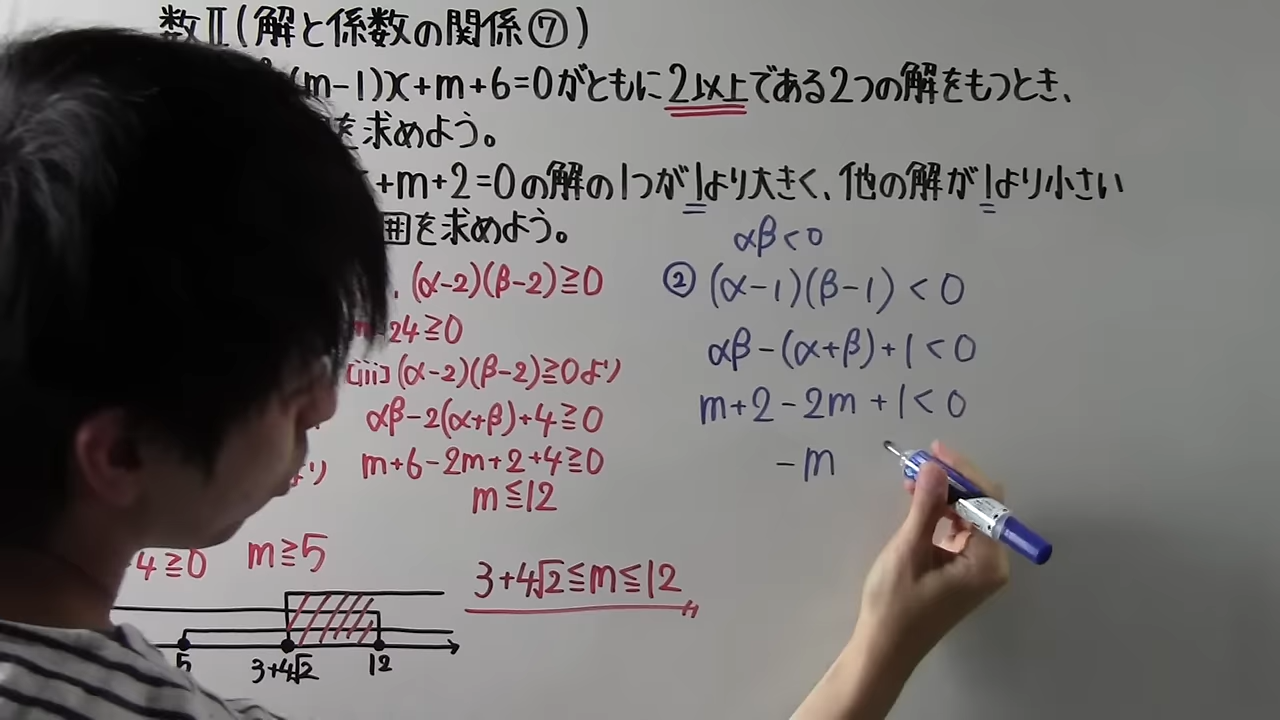 数Ⅱ(解と係数の関係⑦)
(m-1)x+m+6=0がともに2以上である2つの解をもつとき、
を求めよう。
+m+2=0の解の1つが1より大きく、他の解が1より小さい
囲を求めよう。
αβ<0
(α-2)(β-2)≧0
② (α-1)(β-1)<0
24≧0
αβ-(α+β)+1<0
[iii](α-2)(β-2)≧0より
m+2-2m+1<0
αβ-2(α+β)+4≧0
m+6-2m+2+4≧0
-m
m≦12
4≧0 m≧5
3+4√2≦m≦12
5 3+4√2 12